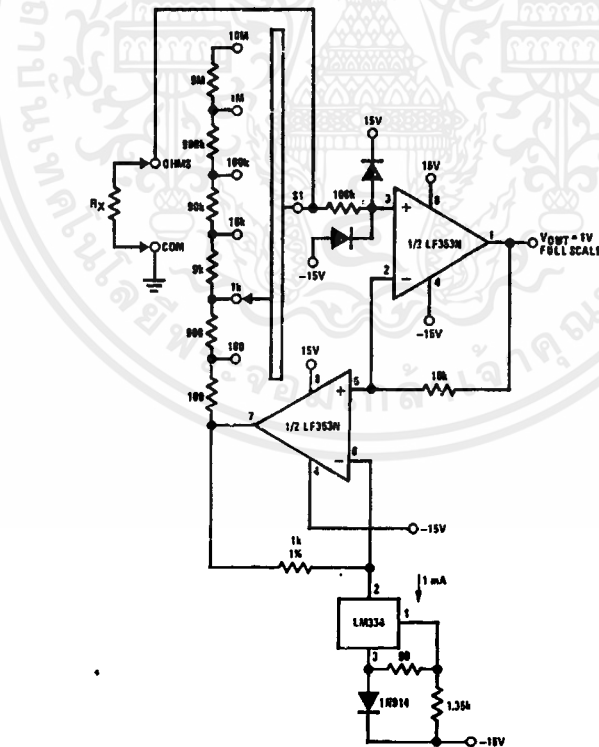 10M
9M
1M
900k
100k
90k
10k
9k
1k
900
100
100
OHMS
RX
COM
S1
100k
15V
-15V
15V
8
3
+
1/2 LF353N
1
2
−
4
-15V
VOUT = 1V
FULL SCALE
10k
15V
8
5
+
7
1/2 LF353N
6
−
4
-15V
1k
1%
1 mA
2
LM334
1
3
1N914
1.35k
-15V